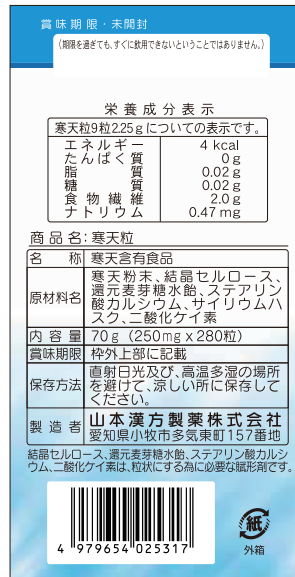 賞味期限・未開封
(期限を過ぎても、すぐに飲用できないということではありません。)
栄養成分表示
寒天粒9粒2.25gについての表示です。
エネルギー 4 kcal
たんぱく質 0g
脂質 0.02g
糖質 0.02g
食物繊維 2.0g
ナトリウム 0.47mg
商品名:寒天粒
名称 寒天含有食品
原材料名 寒天粉末、結晶セルロース、
還元麦芽糖水飴、ステアリン
酸カルシウム、サイリウムハ
スク、二酸化ケイ素
内容量 70g(250mg×280粒)
賞味期限 枠外上部に記載
保存方法 直射日光及び、高温多湿の場所
を避けて、涼しい所に保存して
ください。
製造者 山本漢方製薬株式会社
愛知県小牧市多気東町157番地
結晶セルロース、還元麦芽糖水飴、ステアリン酸カルシ
ウム、二酸化ケイ素は、粒状にする為に必要な賦形剤です。
4 979654 025317
紙
外箱